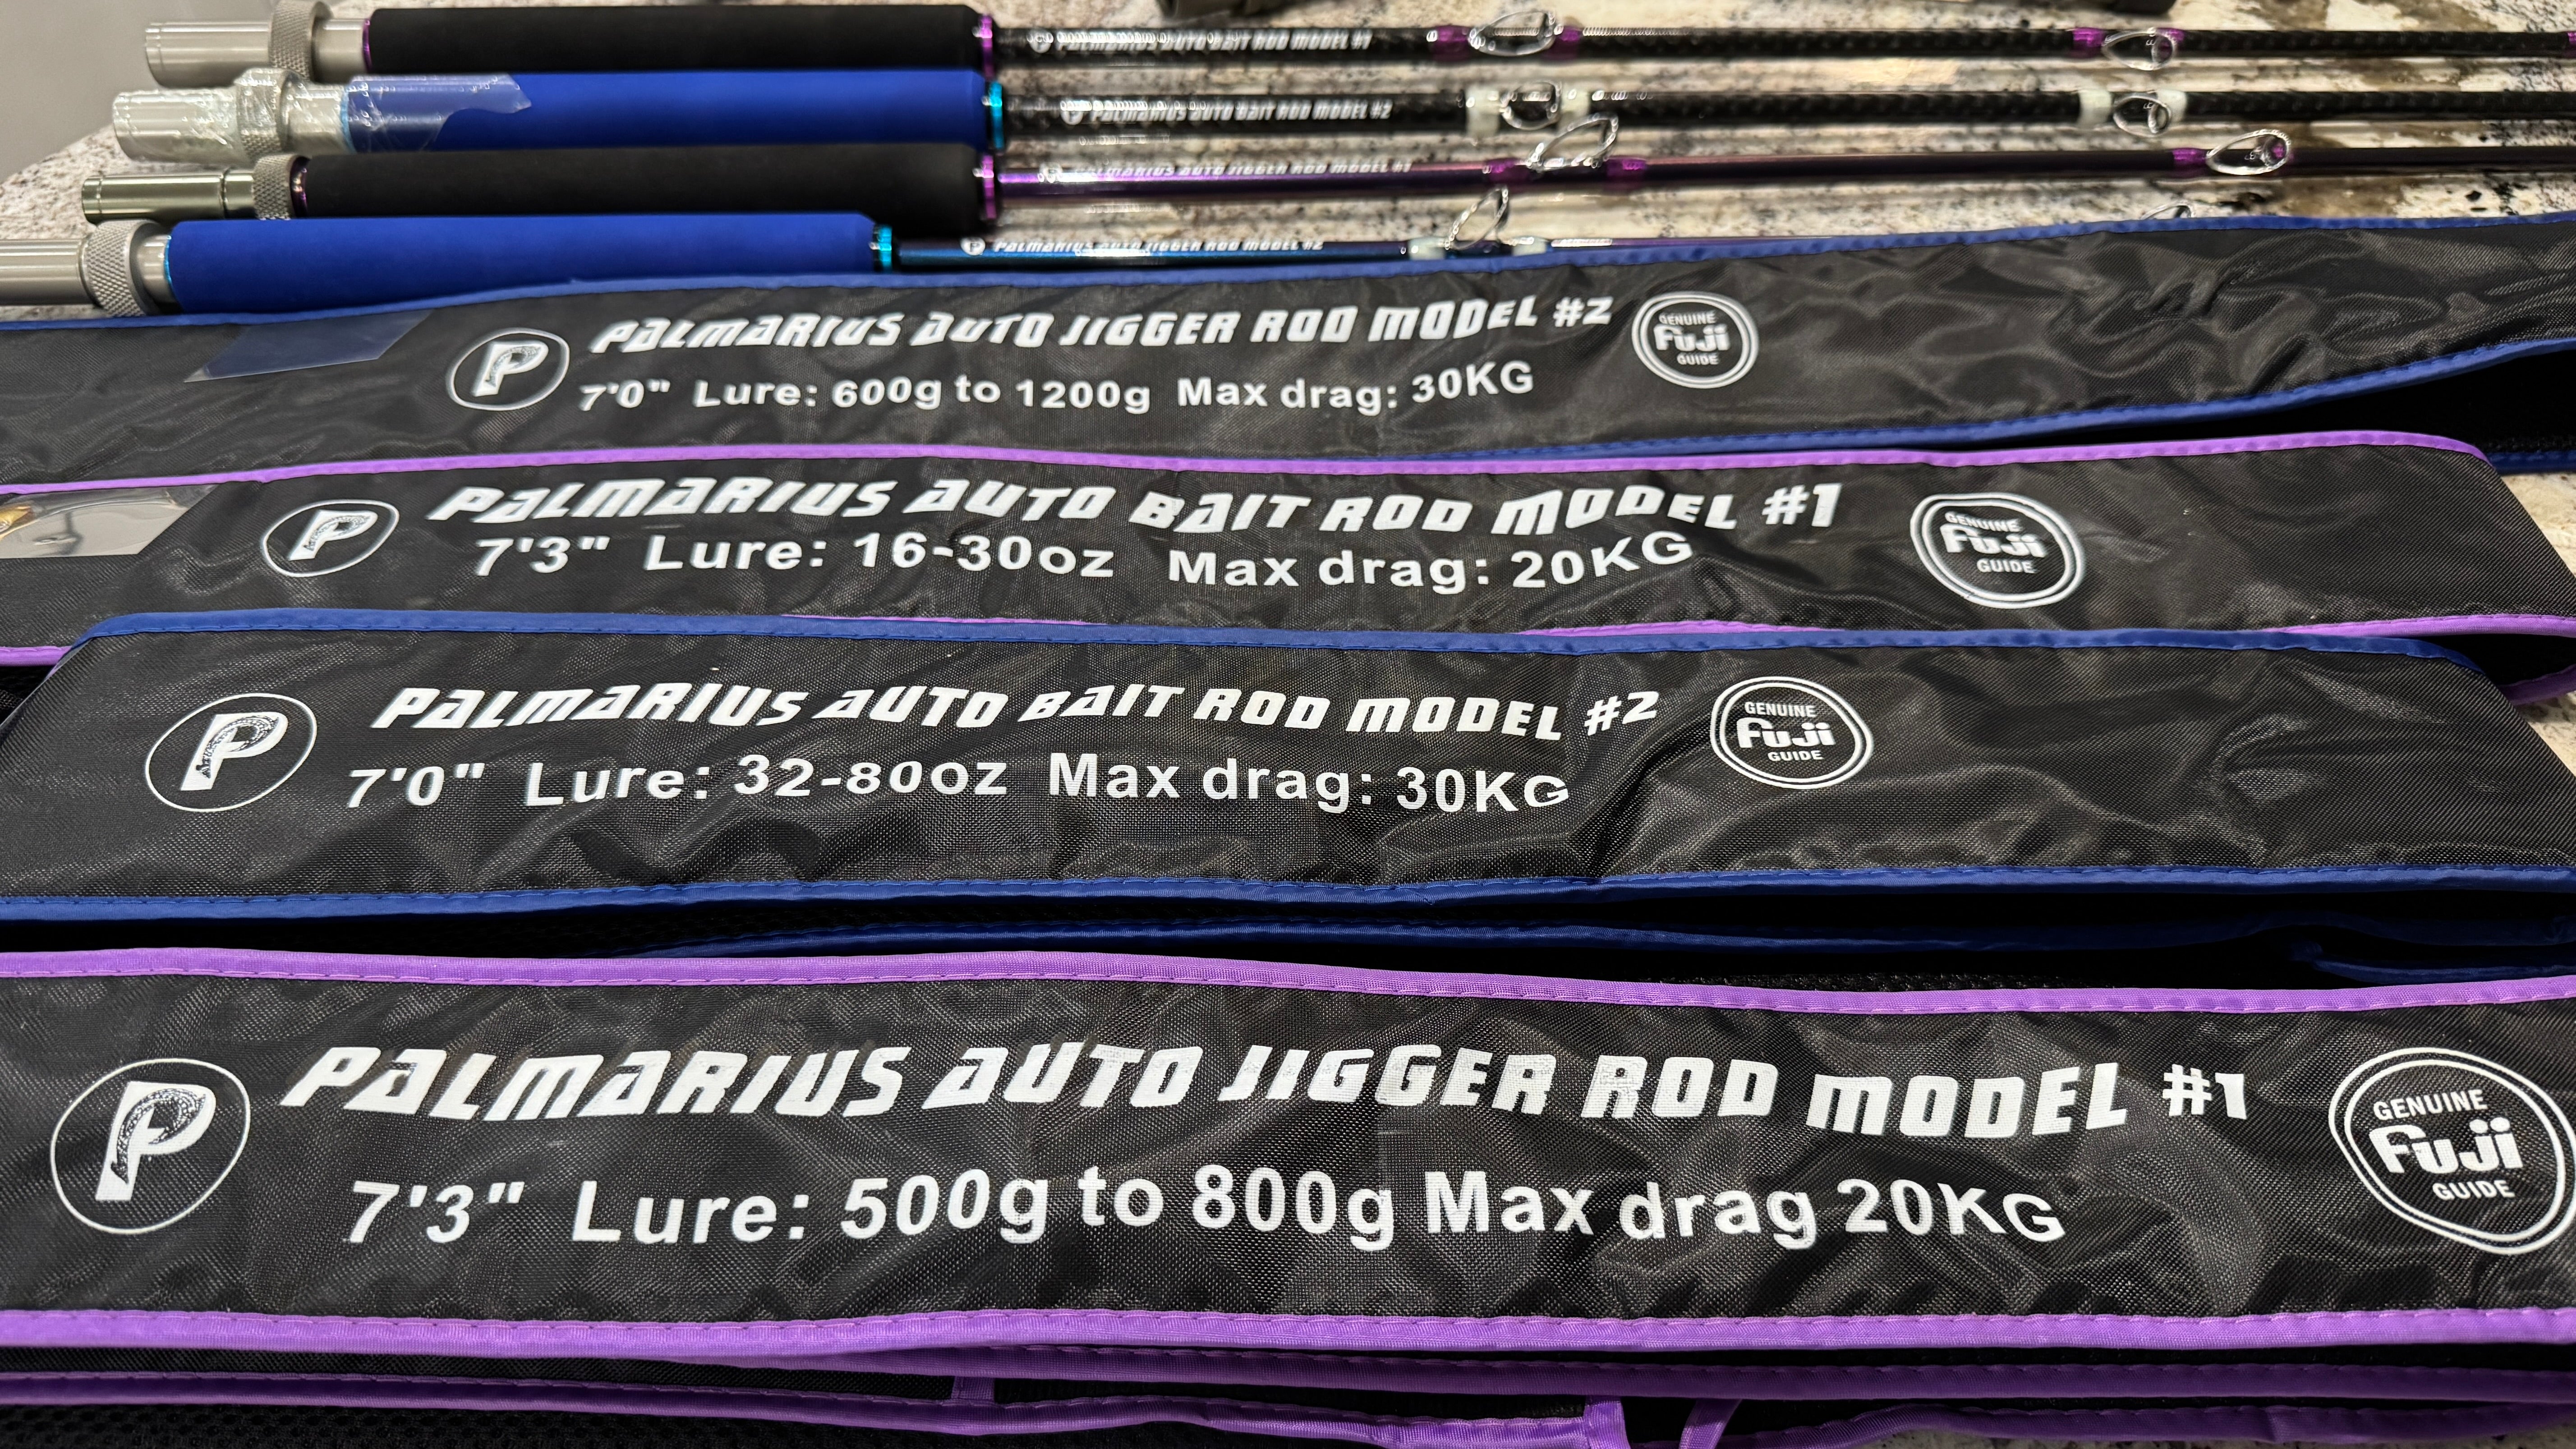 PALMARIUS AUTO BAIT ROD MODEL #1
PALMARIUS AUTO BAIT ROD MODEL #2
PALMARIUS AUTO JIGGER ROD MODEL #1
PALMARIUS AUTO JIGGER ROD MODEL #2
P PALMARIUS AUTO JIGGER ROD MODEL #2
7'0" Lure: 600g to 1200g Max drag: 30KG
GENUINE
Fuji
GUIDE
P PALMARIUS AUTO BAIT ROD MODEL #1
7'3" Lure: 16-30oz Max drag: 20KG
GENUINE
Fuji
GUIDE
P PALMARIUS AUTO BAIT ROD MODEL #2
7'0" Lure: 32-80oz Max drag: 30KG
GENUINE
Fuji
GUIDE
P PALMARIUS AUTO JIGGER ROD MODEL #1
7'3" Lure: 500g to 800g Max drag 20KG
GENUINE
Fuji
GUIDE